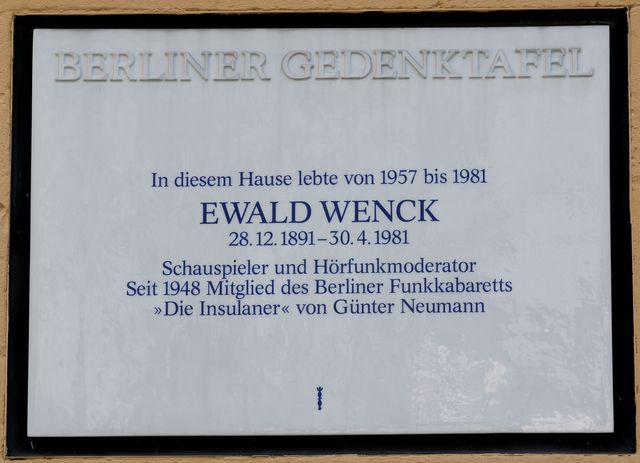 BERLINER GEDENKTAFEL
In diesem Hause lebte von 1957 bis 1981
EWALD WENCK
28.12.1891–30.4.1981
Schauspieler und Hörfunkmoderator
Seit 1948 Mitglied des Berliner Funkkabaretts
»Die Insulaner« von Günter Neumann